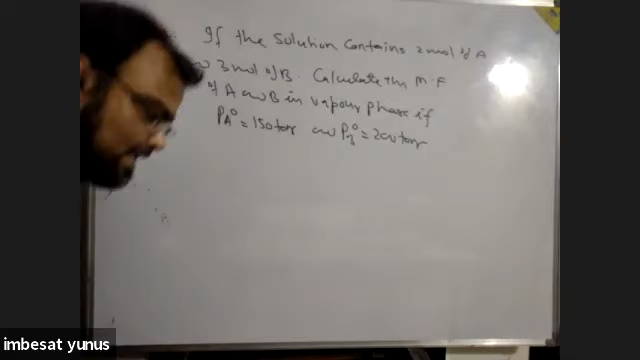 If the Solution Contains 2 mol of A
3 mol of B. Calculate the M.F
of A and B in vapour phase if
PA° = 150 torr and PB° = 200 torr
imbesat yunus